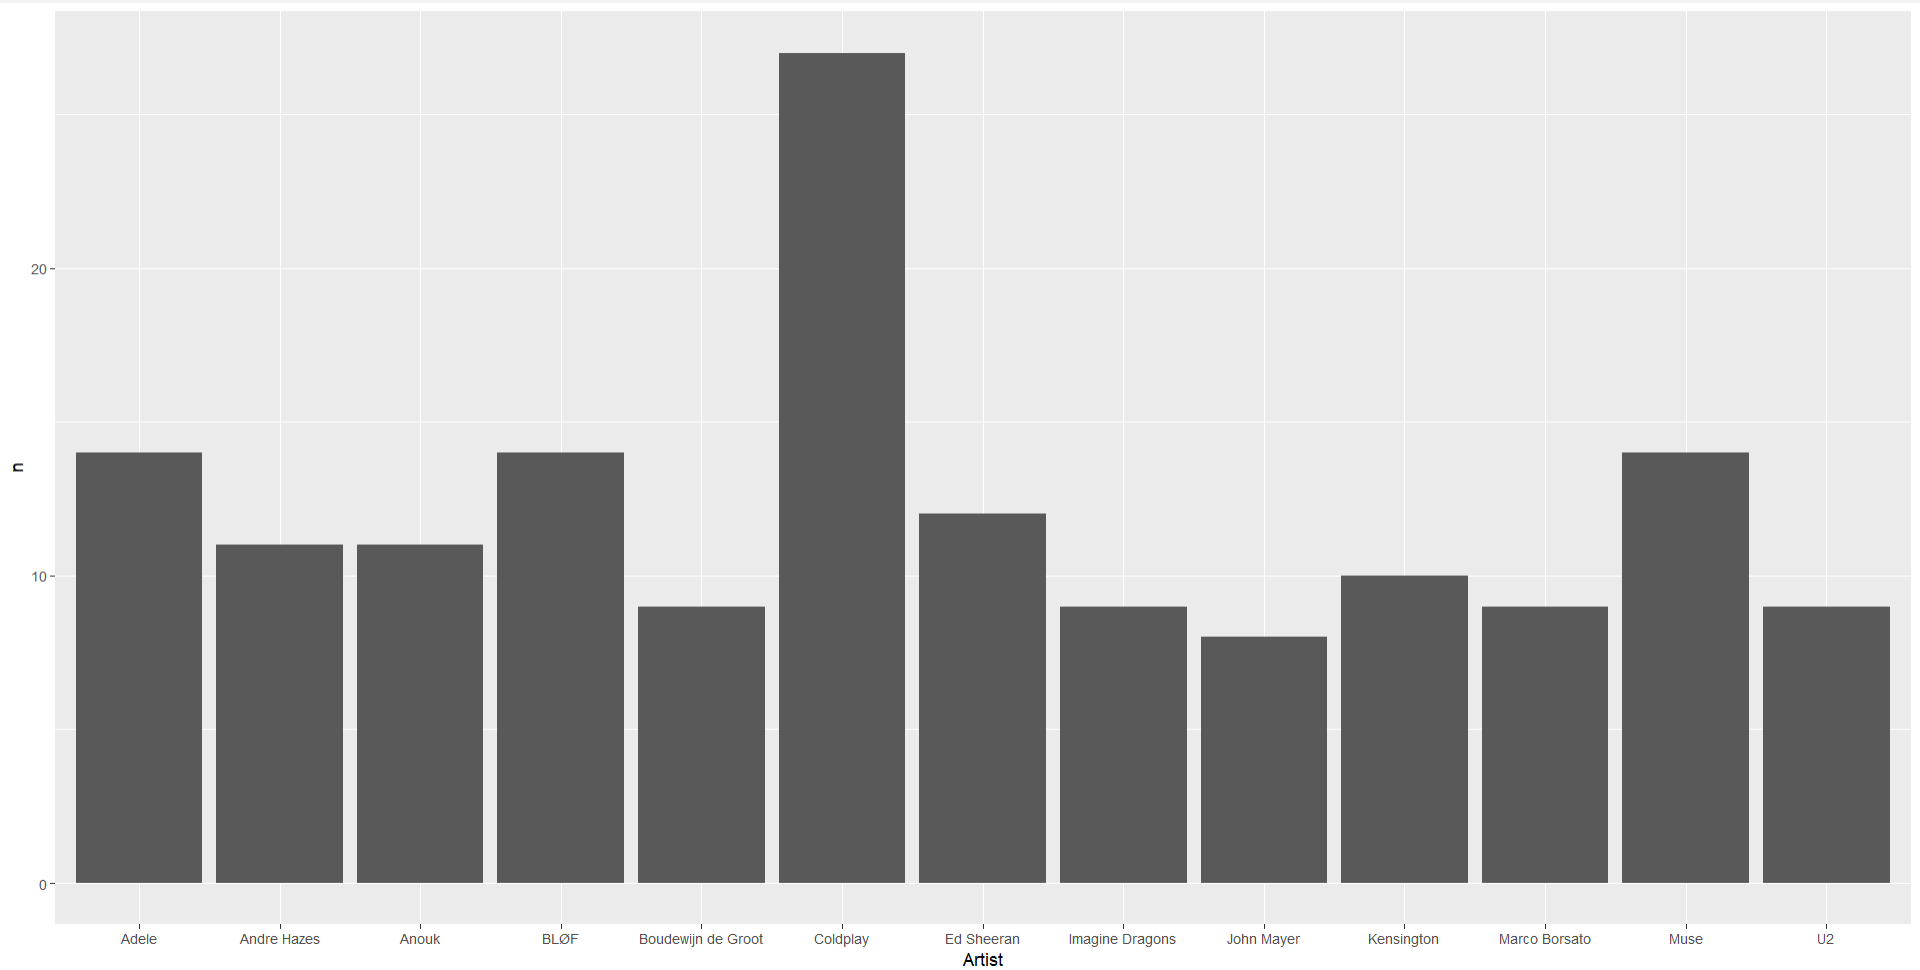 20
10
0
n
Adele Andre Hazes Anouk BLØF Boudewijn de Groot Coldplay Ed Sheeran Imagine Dragons John Mayer Kensington Marco Borsato Muse U2
Artist